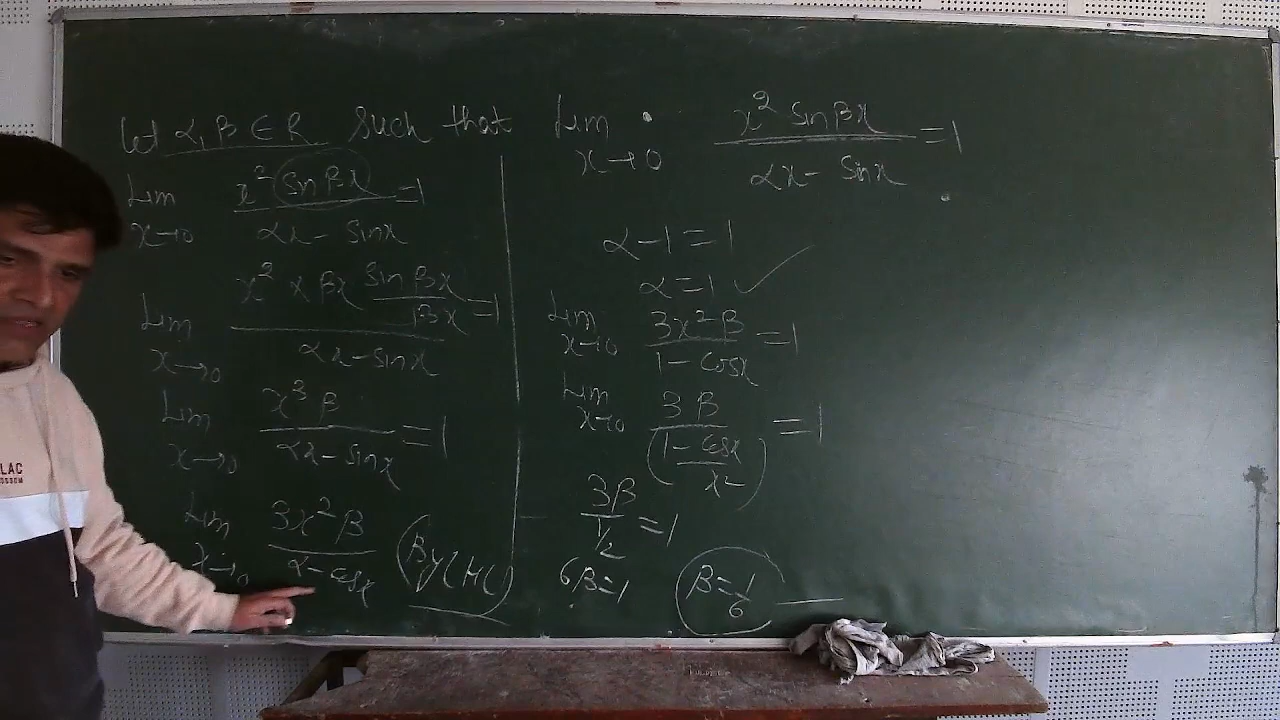 Let α, β ∈ R such that Lim x→0 x² Sin βx / αx - Sinx = 1
Lim x→0 x² Sin βx / αx - Sinx = 1
Lim x→0 x² × βx Sin βx / βx / αx - Sinx = 1
Lim x→0 x³ β / αx - Sinx = 1
Lim x→0 3x² β / α - Cosx (By LHL)
α - 1 = 1
α = 1 ✓
Lim x→0 3x² β / 1 - Cosx = 1
Lim x→0 3 β / (1 - Cosx / x²) = 1
3β / 1/2 = 1
6β = 1 β = 1/6
LAC